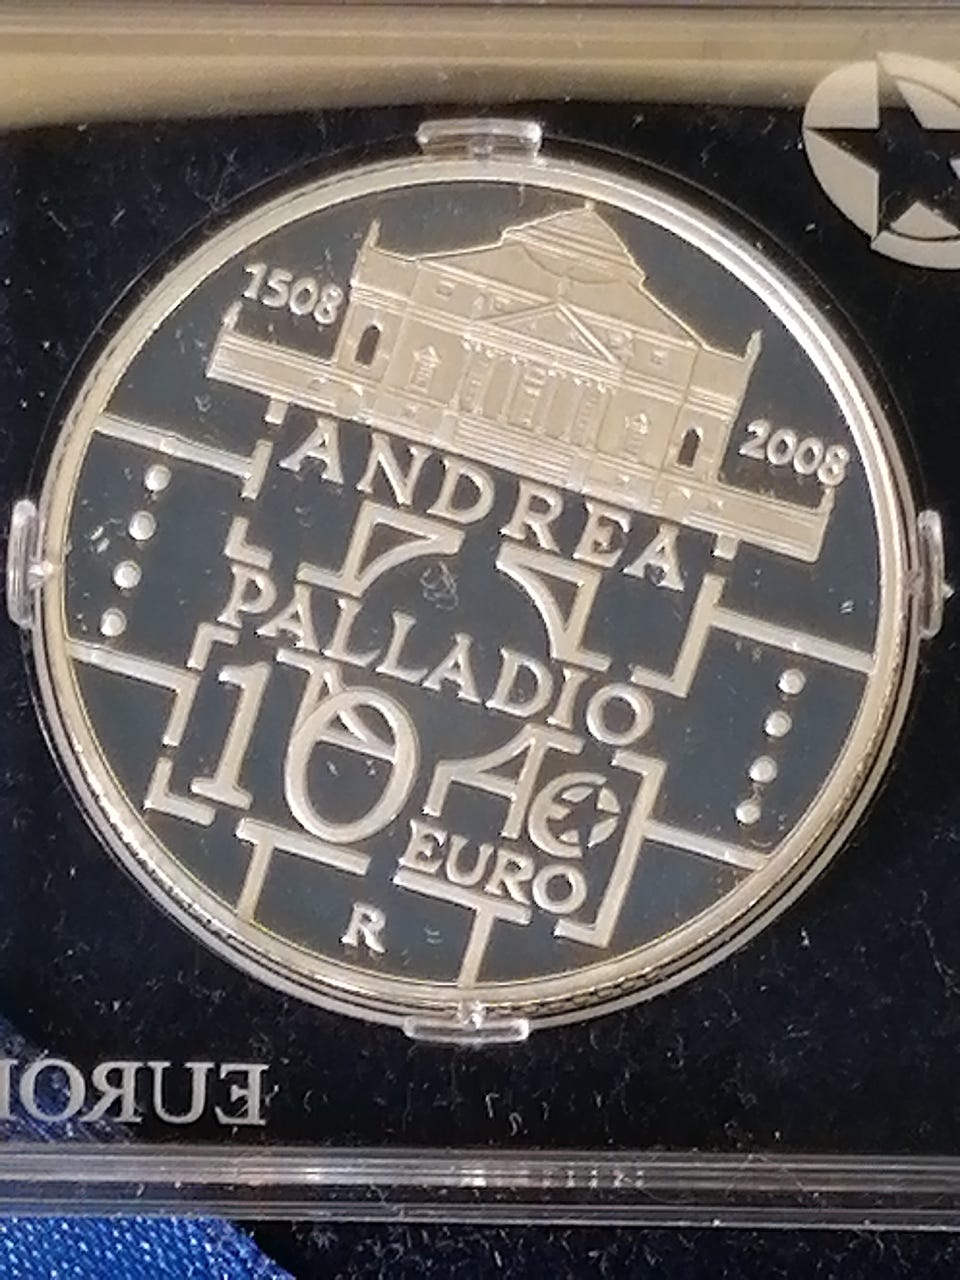 1508
2008
ANDREA
PALLADIO
10 €
EURO
R
EURO